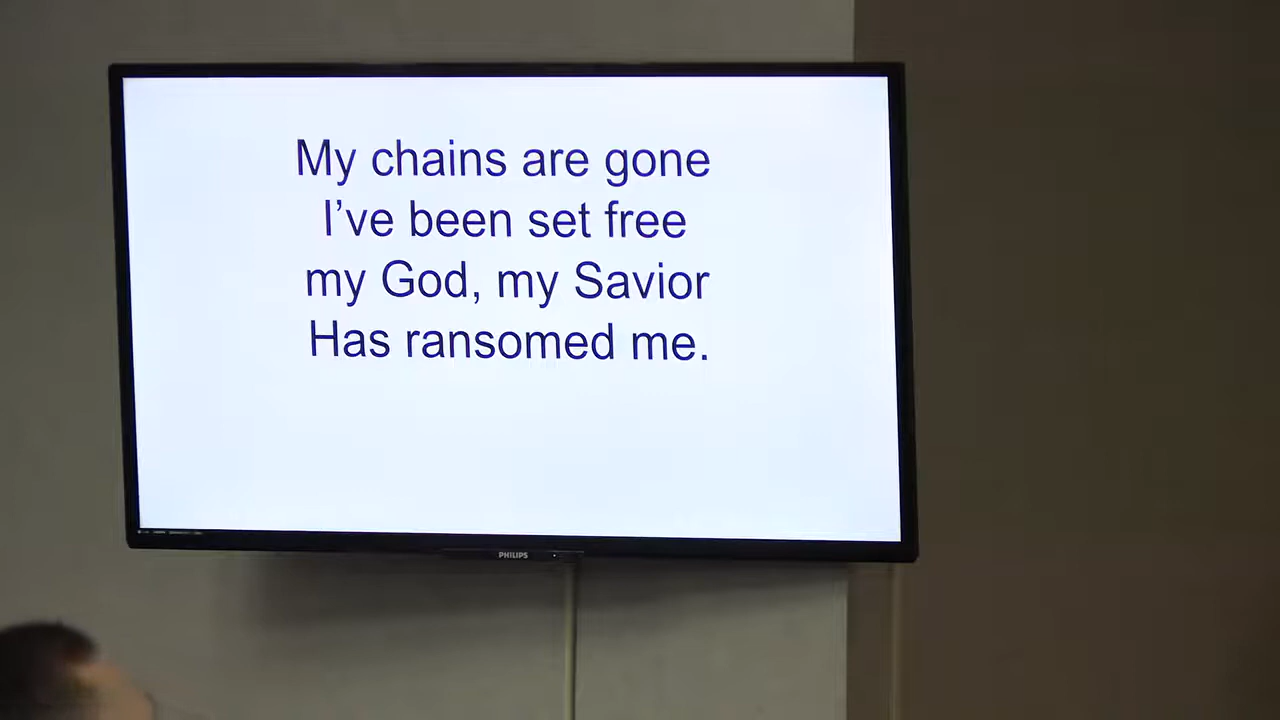 My chains are gone
I've been set free
my God, my Savior
Has ransomed me.
PHILIPS